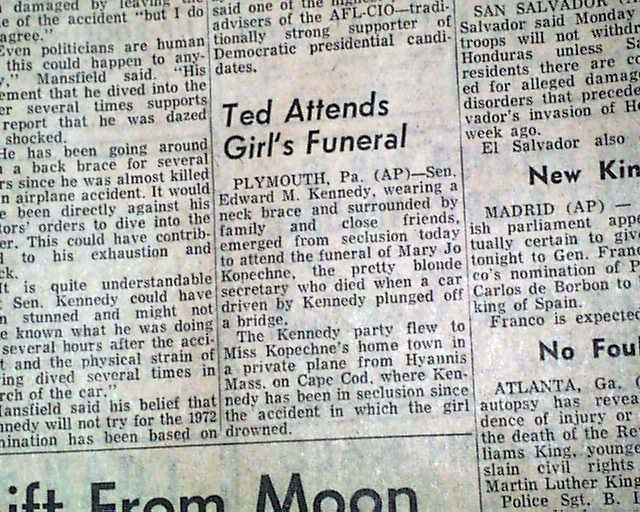 damaged by leaving the
e of the accident "but I do
agree."
Even politicians are human
this could happen to any-
," Mansfield said. "His
ement that he dived into the
er several times supports
report that he was dazed
shocked.
He has been going around
a back brace for several
rs since he was almost killed
n airplane accident. It would
e been directly against his
tors' orders to dive into the
er. This could have contrib-
d to his exhaustion and
ck.
It is quite understandable
Sen. Kennedy could have
n stunned and might not
e known what he was doing
several hours after the acci-
t and the physical strain of
ing dived several times in
rch of the car."
Mansfield said his belief that
nnedy will not try for the 1972
mination has been based on
said one of the
advisers of the AFL-CIO—tradi-
tionally strong supporter of
Democratic presidential candi-
dates.
Ted Attends
Girl's Funeral
PLYMOUTH, Pa. (AP)—Sen.
Edward M. Kennedy, wearing a
neck brace and surrounded by
family and close friends,
emerged from seclusion today
to attend the funeral of Mary Jo
Kopechne, the pretty blonde
secretary who died when a car
driven by Kennedy plunged off
a bridge.
The Kennedy party flew to
Miss Kopechne's home town in
a private plane from Hyannis
Mass. on Cape Cod, where Ken-
nedy has been in seclusion since
the accident in which the girl
drowned.
SAN SALVADOR
Salvador said Monday
troops will not withdr
Honduras unless S
residents there are co
ed for alleged damag
disorders that precede
vador's invasion of H
week ago.
El Salvador also
New Kin
MADRID (AP) —
ish parliament appe
tually certain to give
tonight to Gen. Franc
co's nomination of P
Carlos de Borbon to
king of Spain.
Franco is expected
No Foul
ATLANTA, Ga. (
autopsy has revea
dence of injury or
the death of the Re
liams King, younge
slain civil rights
Martin Luther King
Police Sgt. B. L
ift From Moon